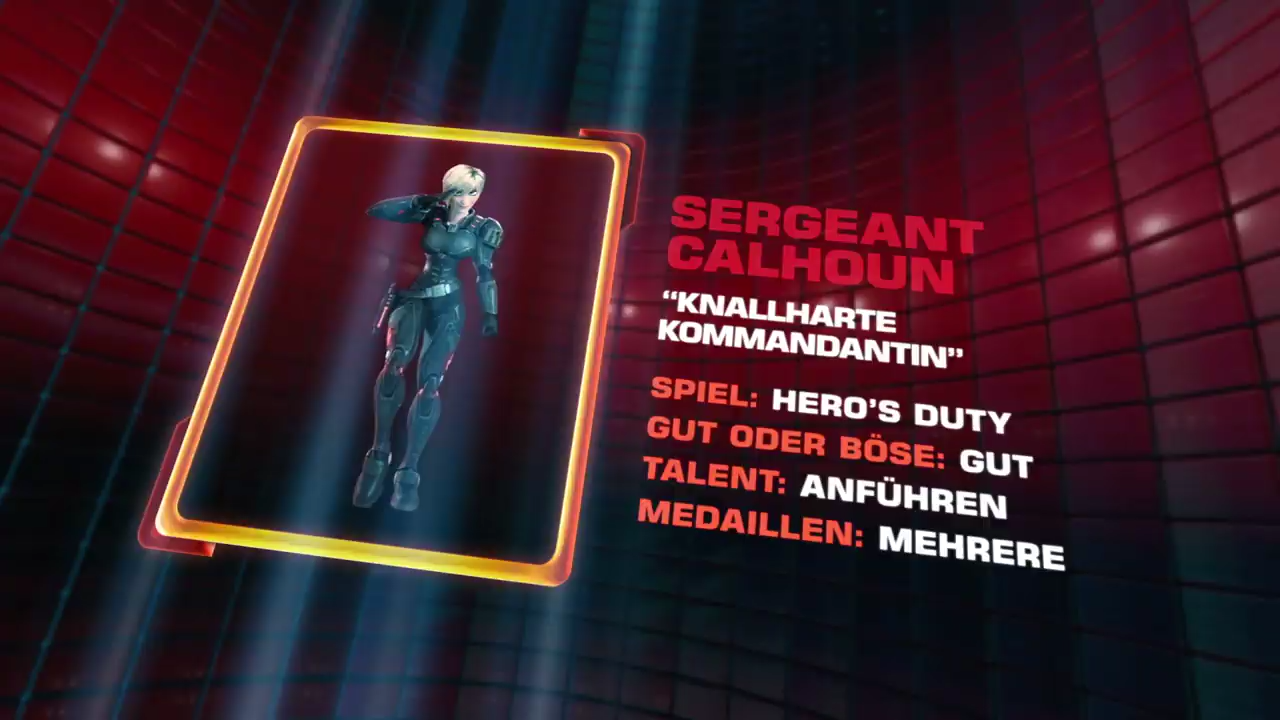 SERGEANT
CALHOUN
“KNALLHARTE
KOMMANDANTIN”
SPIEL: HERO’S DUTY
GUT ODER BÖSE: GUT
TALENT: ANFÜHREN
MEDAILLEN: MEHRERE